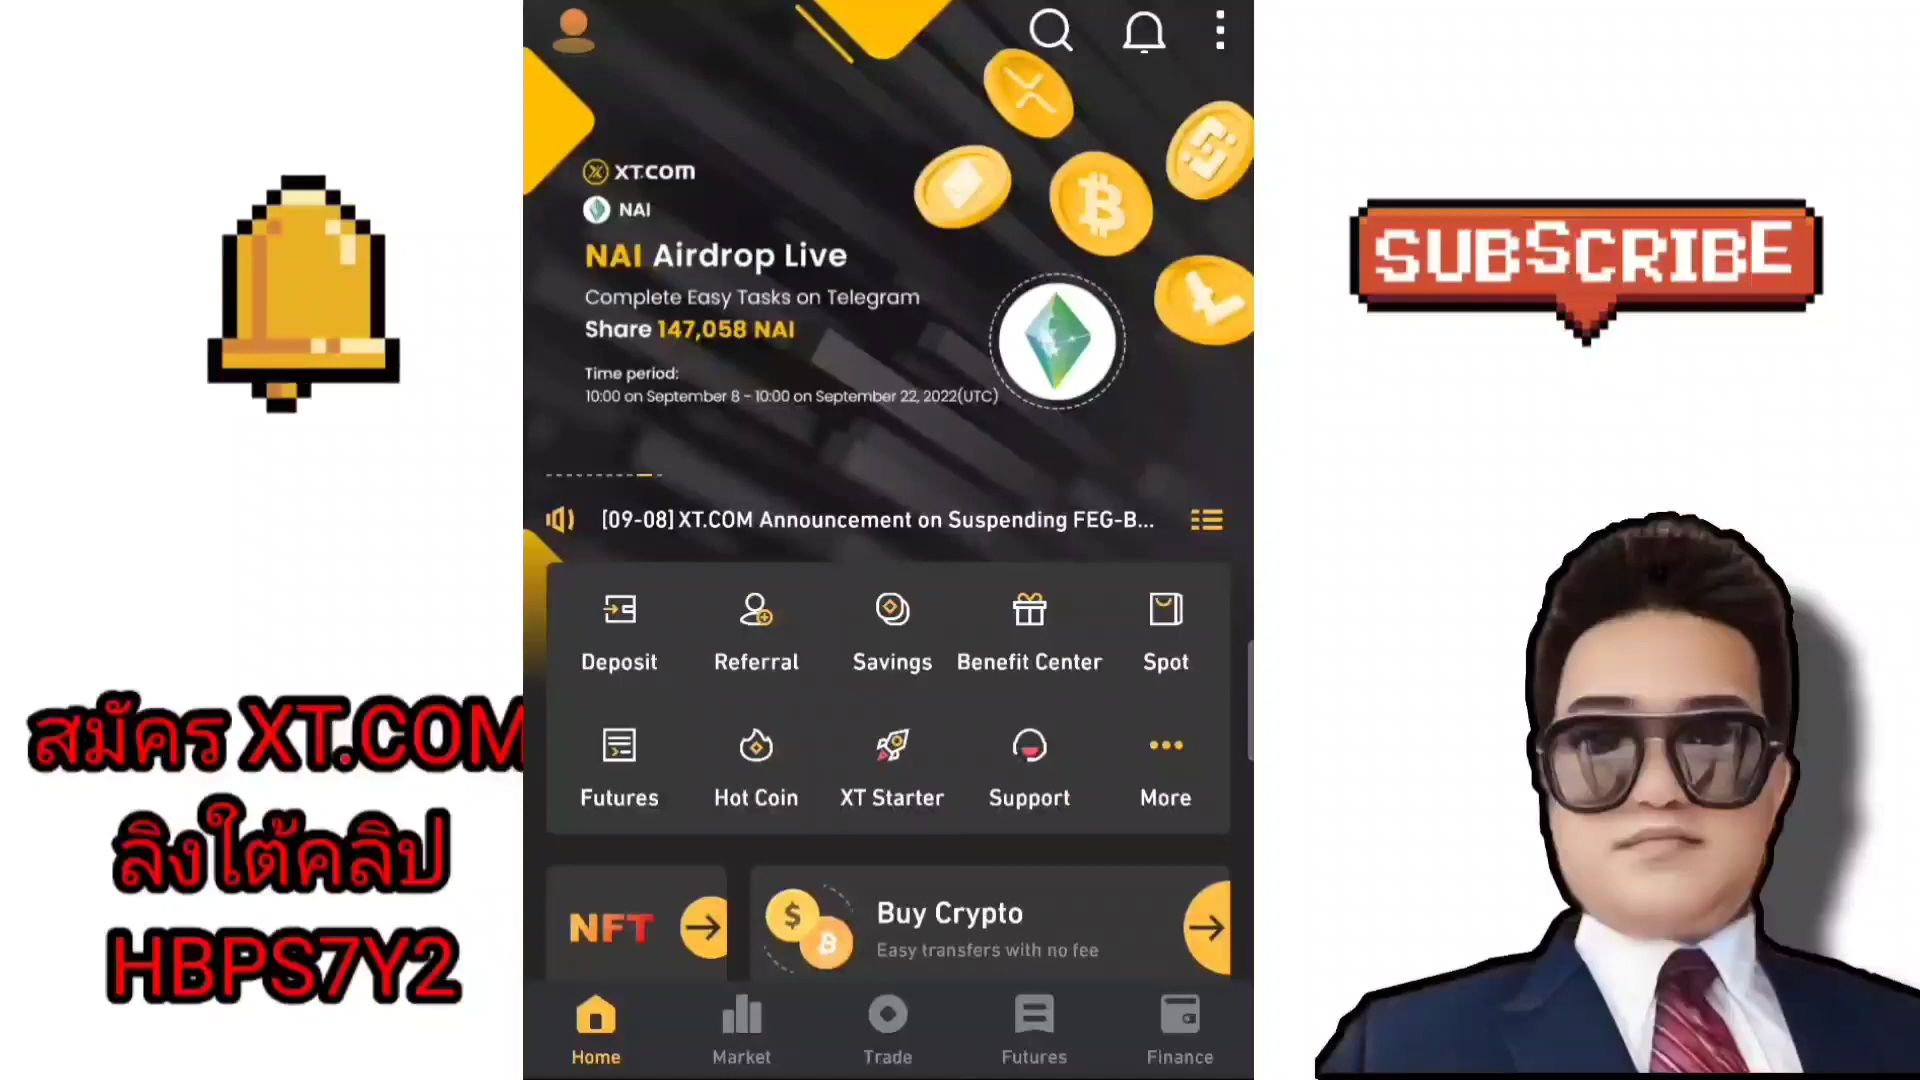 XT.COM
NAI
NAI Airdrop Live
Complete Easy Tasks on Telegram
Share 147,058 NAI
Time period:
10:00 on September 8 - 10:00 on September 22, 2022(UTC)
[09-08] XT.COM Announcement on Suspending FEG-B...
Deposit Referral Savings Benefit Center Spot
Futures Hot Coin XT Starter Support More
NFT
Buy Crypto
Easy transfers with no fee
Home Market Trade Futures Finance
สมัคร XT.COM
ลิงใต้คลิป
HBPS7Y2
SUBSCRIBE